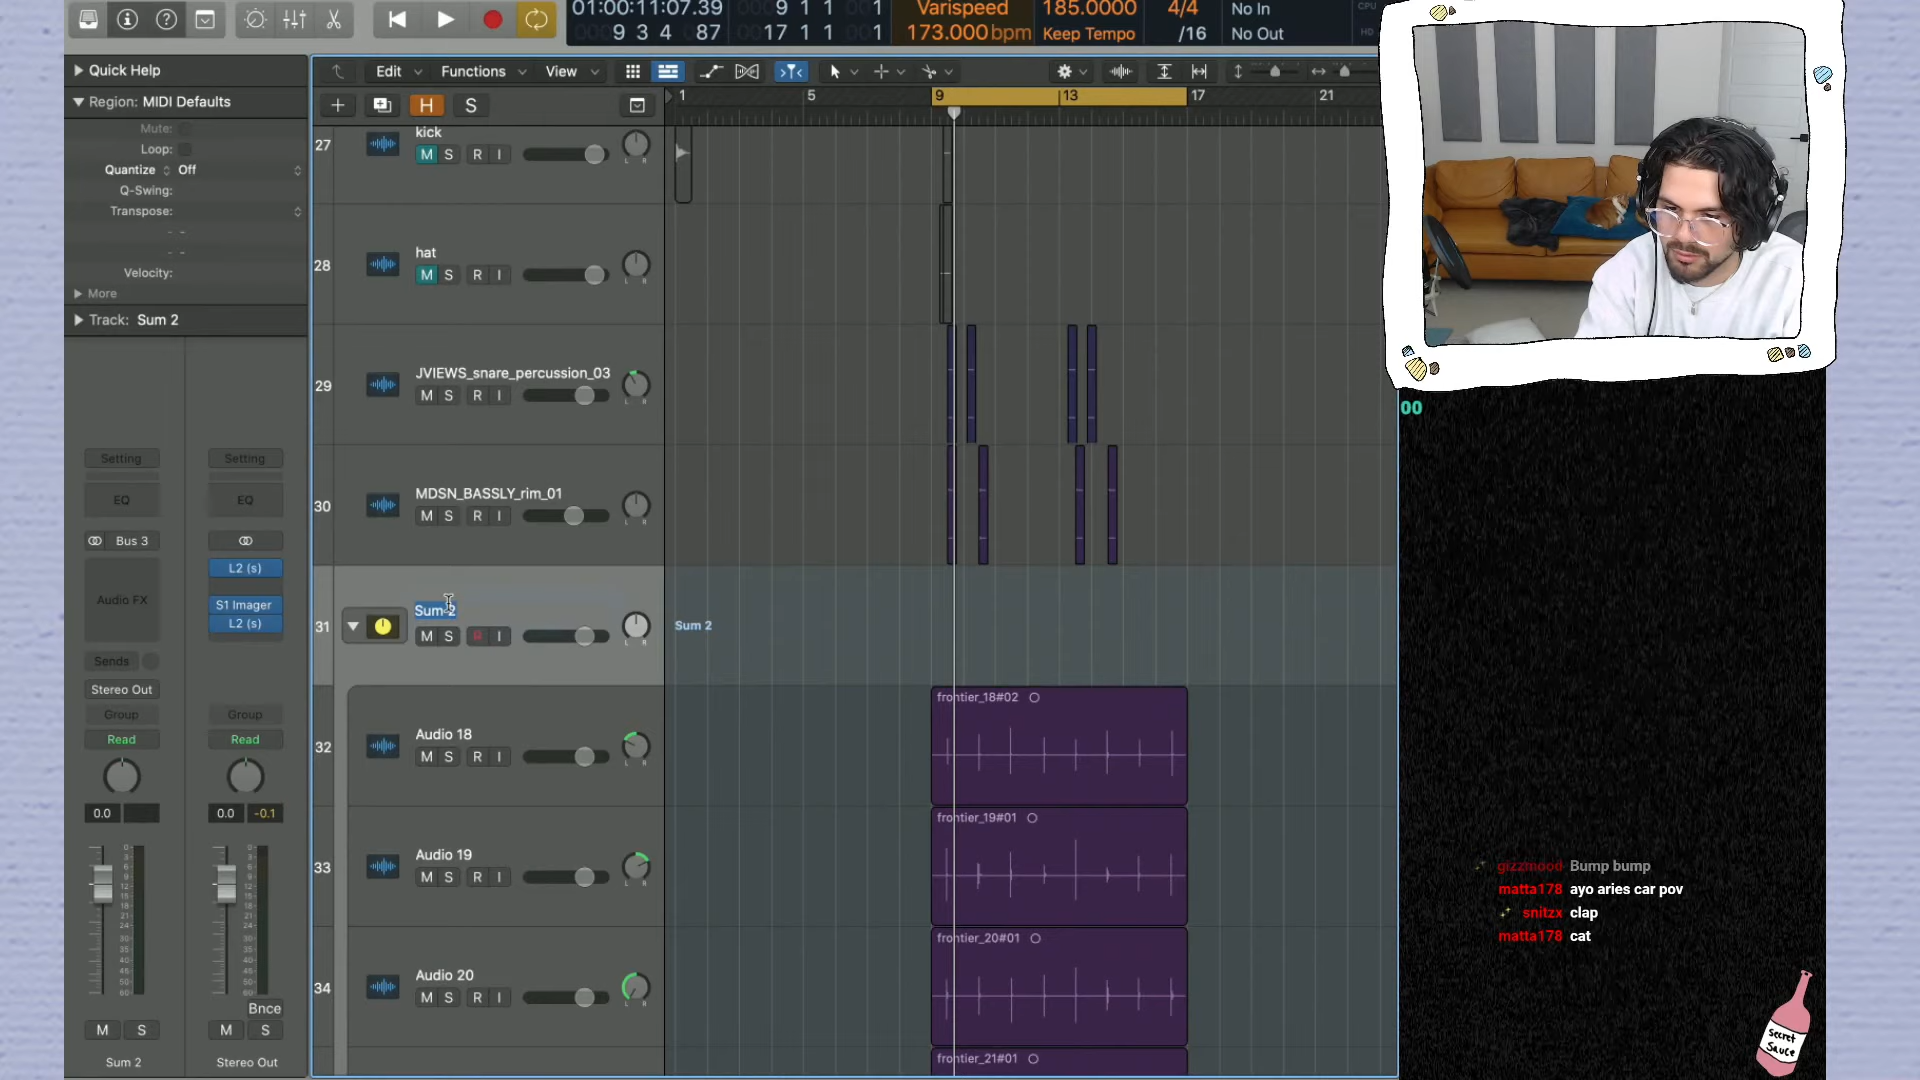 01:00:11:07.39
9 3 4 87
9 1 1 1
17 1 1 1
Varispeed
173.000 bpm
185.0000
Keep Tempo
4/4
/16
No In
No Out
CPU
HD
Quick Help
Region: MIDI Defaults
Mute:
Loop:
Quantize Off
Q-Swing:
Transpose:
Velocity:
More
Track: Sum 2
Edit Functions View
H S
1 5 9 13 17 21
27 kick
M S R I
28 hat
M S R I
29 JVIEWS_snare_percussion_03
M S R I
30 MDSN_BASSLY_rim_01
M S R I
31 Sum 2
M S R I
Sum 2
32 Audio 18
M S R I
frontier_18#02
33 Audio 19
M S R I
frontier_19#01
34 Audio 20
M S R I
frontier_20#01
frontier_21#01
Setting Setting
EQ EQ
Bus 3
L2 (s)
Audio FX
S1 Imager
L2 (s)
Sends
Stereo Out
Group Group
Read Read
0.0 0.0 -0.1
Bnce
M S M S
Sum 2 Stereo Out
00
gizzmood Bump bump
matta178 ayo aries car pov
snitzx clap
matta178 cat
Secret
Sauce